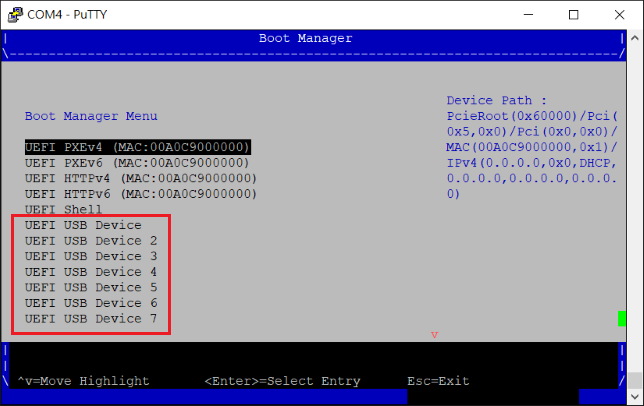 COM4 - PuTTY
Boot Manager
Device Path :
Boot Manager Menu
PcieRoot(0x60000)/Pci(
0x5,0x0)/Pci(0x0,0x0)/
UEFI PXEv4 (MAC:00A0C9000000)
MAC(00A0C9000000,0x1)/
UEFI PXEv6 (MAC:00A0C9000000)
IPv4(0.0.0.0,0x0,DHCP,
UEFI HTTPv4 (MAC:00A0C9000000)
0.0.0.0,0.0.0.0,0.0.0.
UEFI HTTPv6 (MAC:00A0C9000000)
0)
UEFI Shell
UEFI USB Device
UEFI USB Device 2
UEFI USB Device 3
UEFI USB Device 4
UEFI USB Device 5
UEFI USB Device 6
UEFI USB Device 7
v
^v=Move Highlight <Enter>=Select Entry Esc=Exit